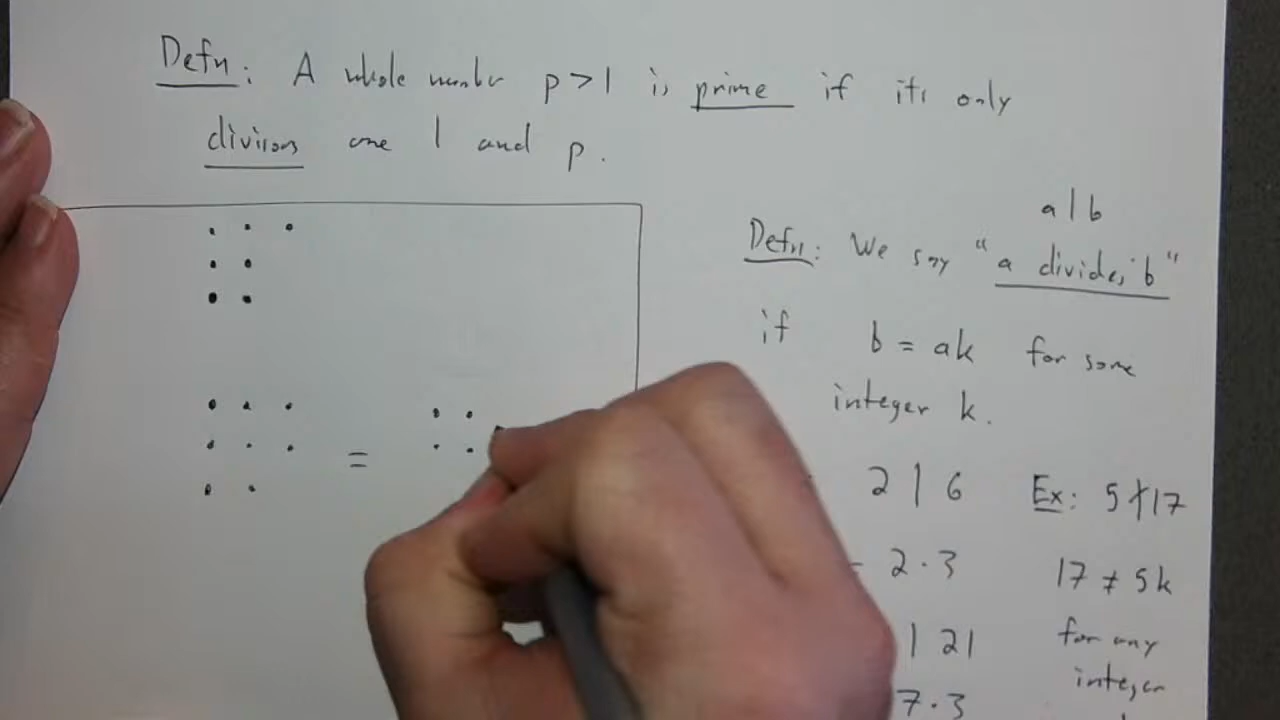 Defn: A whole number p>1 is prime if its only
divisors are 1 and p.
a|b
Defn: We say "a divides b"
if b = ak for some
integer k.
2 | 6 Ex: 5∤17
2·3 17 ≠ 5k
| 21 for any
7·3 integer
=